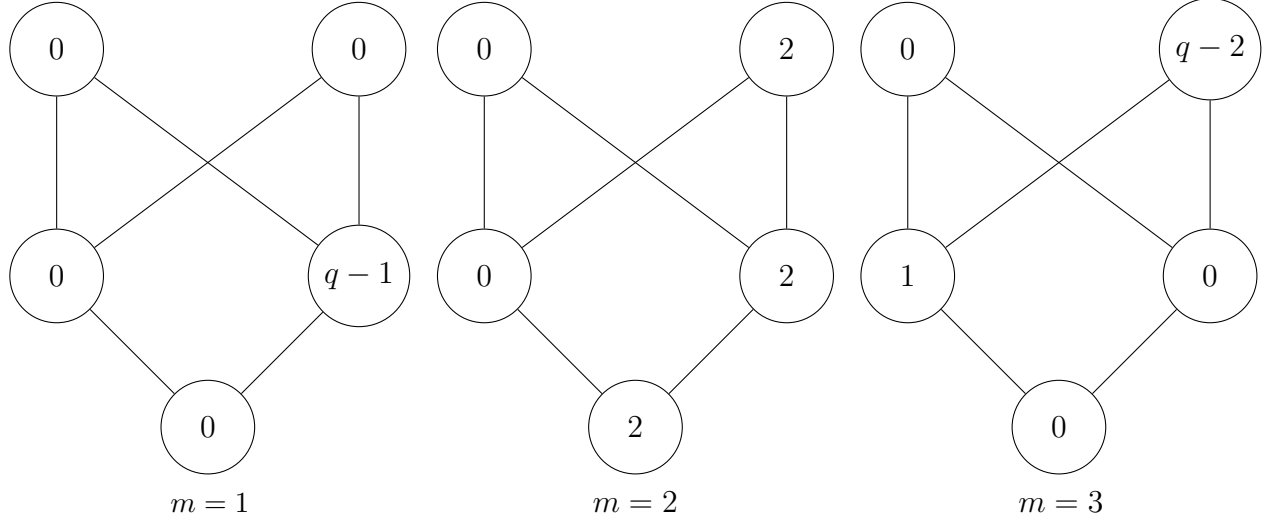 0 0 0 2 0 q − 2
0 q − 1 0 2 1 0
0 2 0
m = 1 m = 2 m = 3